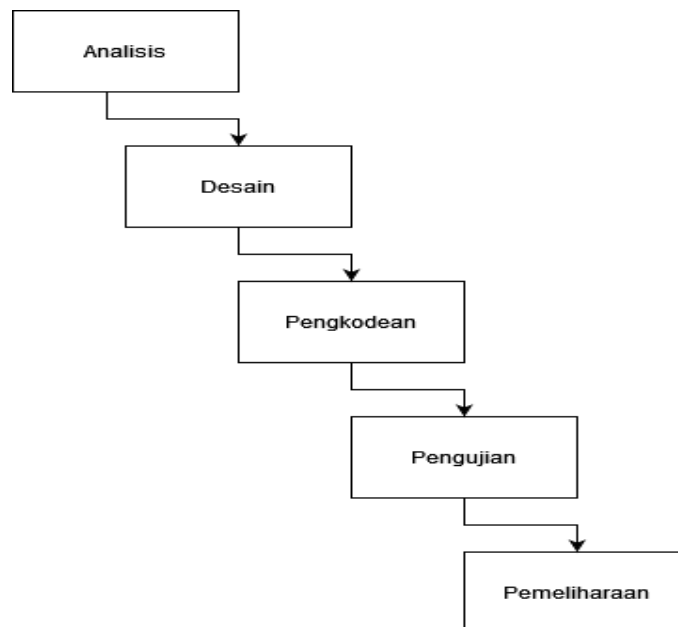 Analisis
Desain
Pengkodean
Pengujian
Pemeliharaan